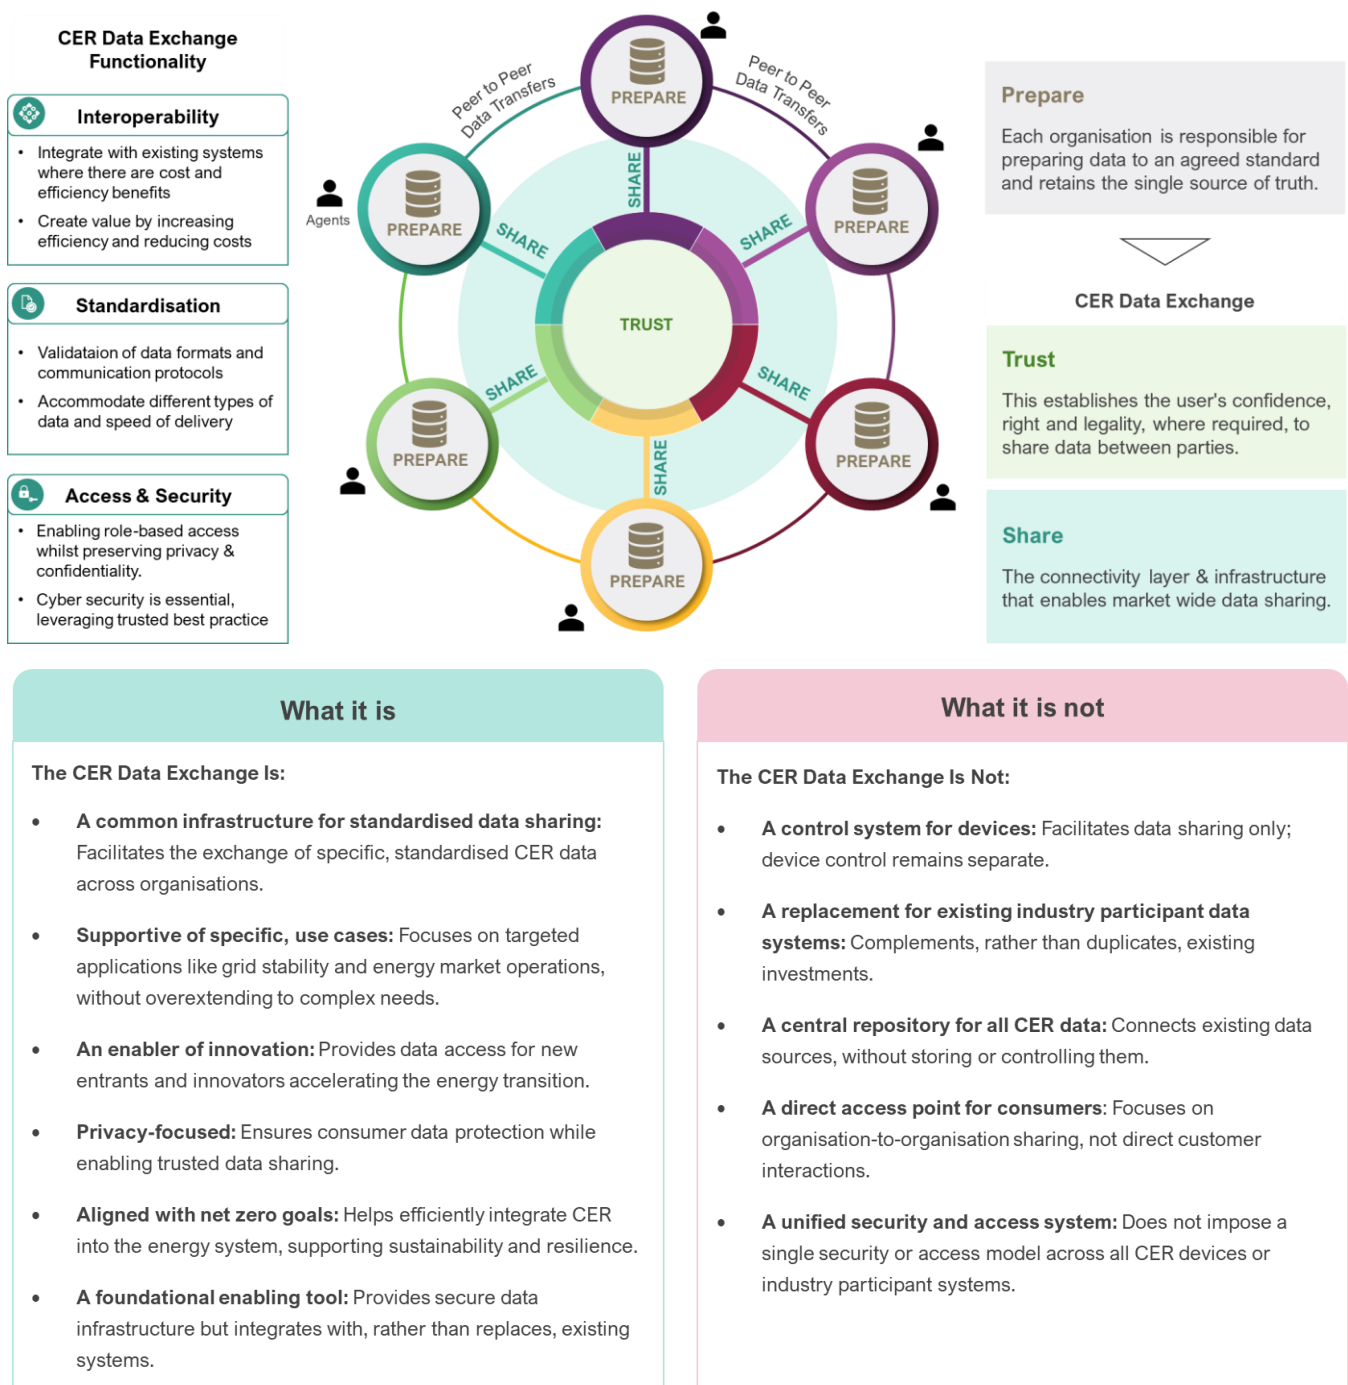 CER Data Exchange
Functionality
Interoperability
• Integrate with existing systems
where there are cost and
efficiency benefits
• Create value by increasing
efficiency and reducing costs
Standardisation
• Validataion of data formats and
communication protocols
• Accommodate different types of
data and speed of delivery
Access & Security
• Enabling role-based access
whilst preserving privacy &
confidentiality.
• Cyber security is essential,
leveraging trusted best practice
Peer to Peer
Data Transfers
Peer to Peer
Data Transfers
PREPARE
PREPARE
PREPARE
PREPARE
PREPARE
PREPARE
Agents
SHARE
SHARE
SHARE
SHARE
SHARE
SHARE
TRUST
Prepare
Each organisation is responsible for
preparing data to an agreed standard
and retains the single source of truth.
CER Data Exchange
Trust
This establishes the user's confidence,
right and legality, where required, to
share data between parties.
Share
The connectivity layer & infrastructure
that enables market wide data sharing.
What it is
The CER Data Exchange Is:
• A common infrastructure for standardised data sharing:
Facilitates the exchange of specific, standardised CER data
across organisations.
• Supportive of specific, use cases: Focuses on targeted
applications like grid stability and energy market operations,
without overextending to complex needs.
• An enabler of innovation: Provides data access for new
entrants and innovators accelerating the energy transition.
• Privacy-focused: Ensures consumer data protection while
enabling trusted data sharing.
• Aligned with net zero goals: Helps efficiently integrate CER
into the energy system, supporting sustainability and resilience.
• A foundational enabling tool: Provides secure data
infrastructure but integrates with, rather than replaces, existing
systems.
What it is not
The CER Data Exchange Is Not:
• A control system for devices: Facilitates data sharing only;
device control remains separate.
• A replacement for existing industry participant data
systems: Complements, rather than duplicates, existing
investments.
• A central repository for all CER data: Connects existing data
sources, without storing or controlling them.
• A direct access point for consumers: Focuses on
organisation-to-organisation sharing, not direct customer
interactions.
• A unified security and access system: Does not impose a
single security or access model across all CER devices or
industry participant systems.